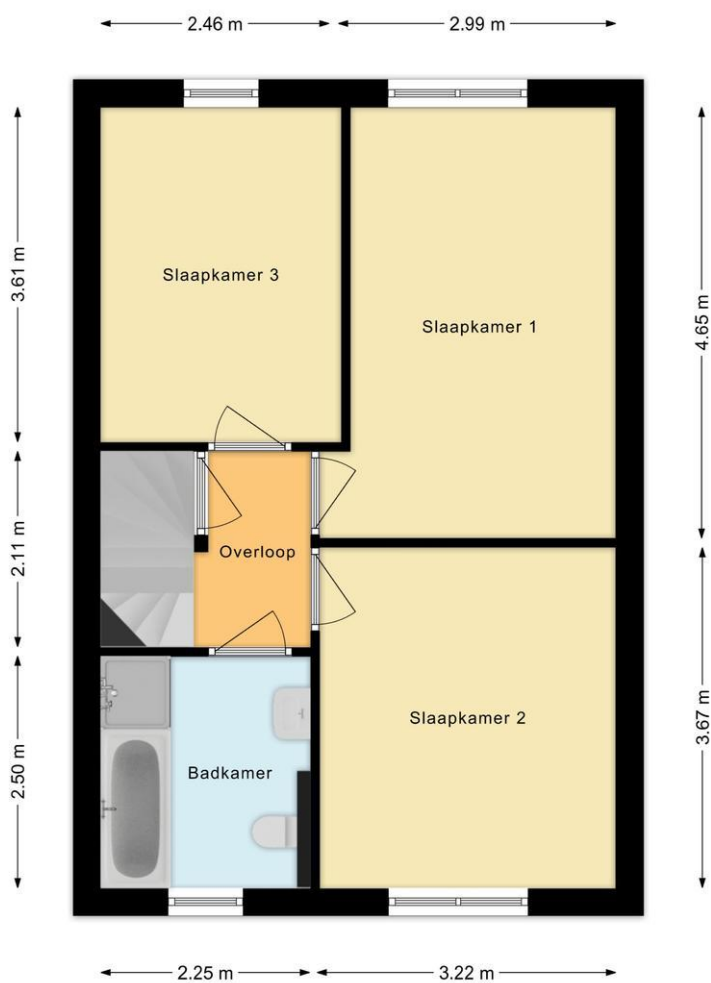 2.46 m
2.99 m
3.61 m
4.65 m
Slaapkamer 3
Slaapkamer 1
2.11 m
Overloop
Slaapkamer 2
3.67 m
2.50 m
Badkamer
2.25 m
3.22 m